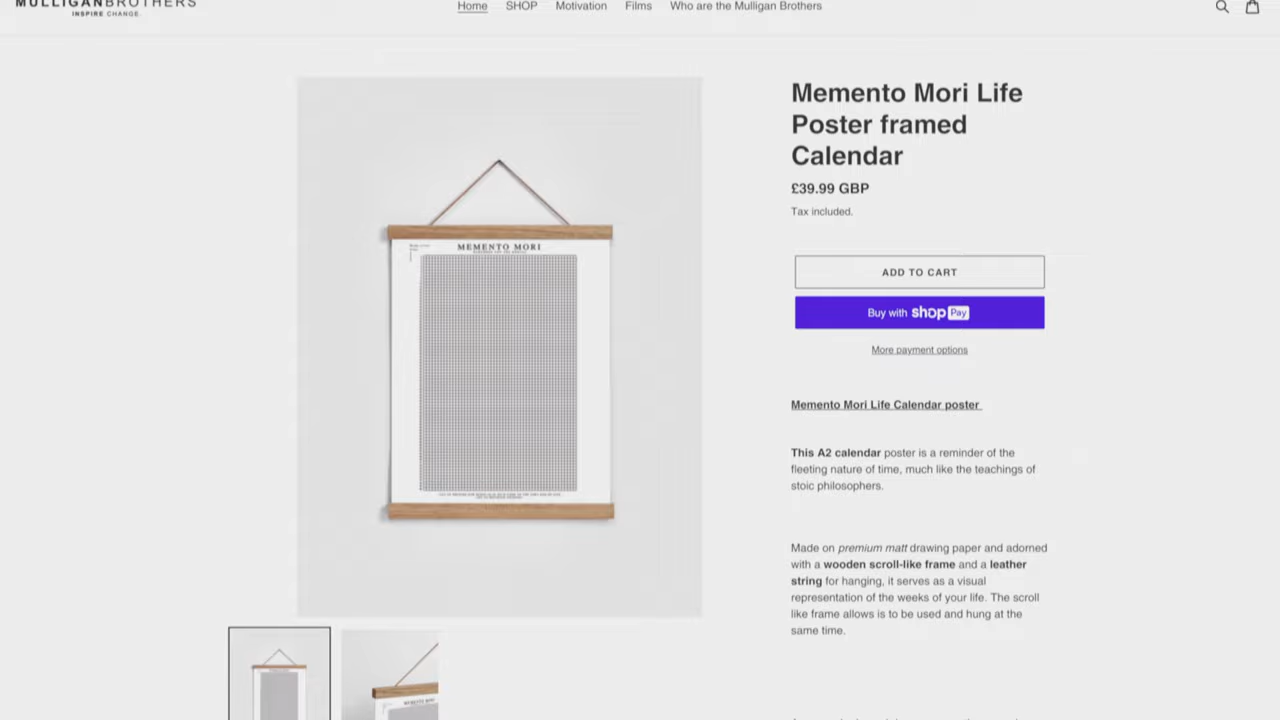 MULLIGANBROTHERS
INSPIRE CHANGE.
Home SHOP Motivation Films Who are the Mulligan Brothers
MEMENTO MORI
Memento Mori Life
Poster framed
Calendar
£39.99 GBP
Tax included.
ADD TO CART
Buy with shop Pay
More payment options
Memento Mori Life Calendar poster
This A2 calendar poster is a reminder of the
fleeting nature of time, much like the teachings of
stoic philosophers.
Made on premium matt drawing paper and adorned
with a wooden scroll-like frame and a leather
string for hanging, it serves as a visual
representation of the weeks of your life. The scroll
like frame allows is to be used and hung at the
same time.